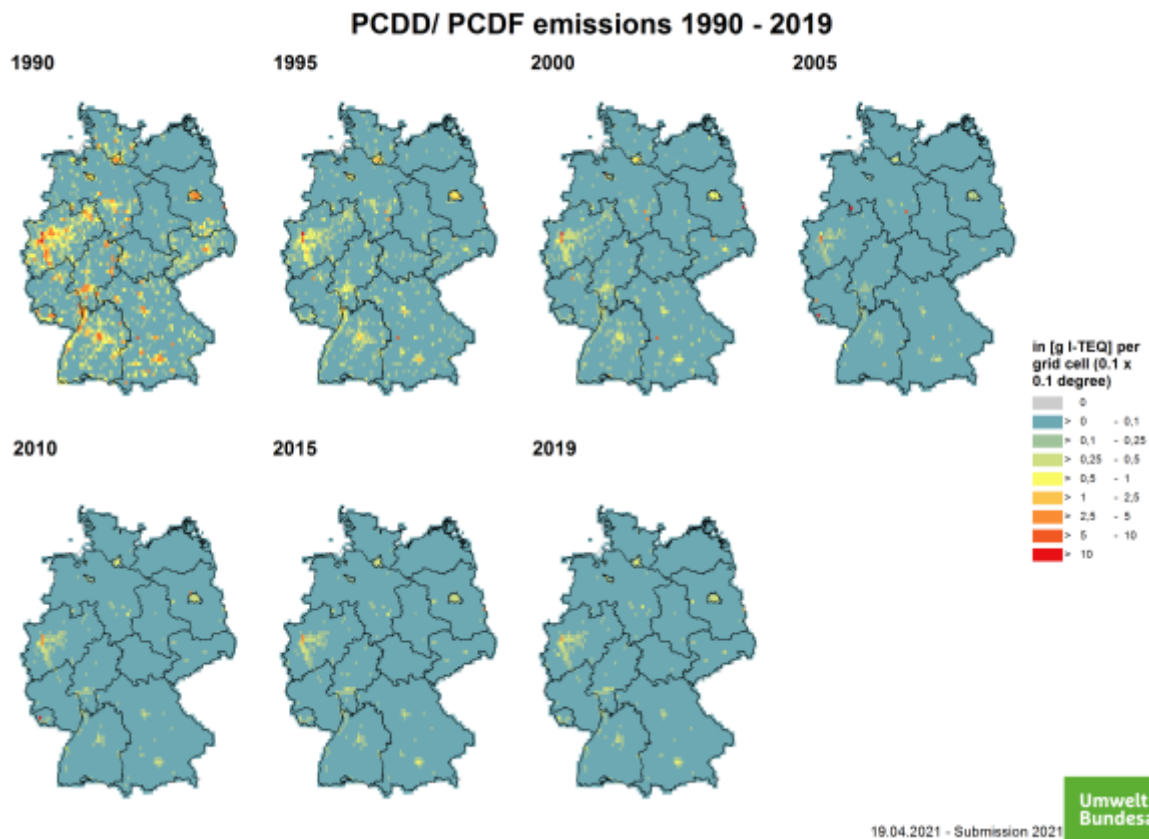 PCDD/ PCDF emissions 1990 - 2019
1990
1995
2000
2005
2010
2015
2019
in [g I-TEQ] per
grid cell (0.1 x
0.1 degree)
0
> 0 - 0,1
> 0,1 - 0,25
> 0,25 - 0,5
> 0,5 - 1
> 1 - 2,5
> 2,5 - 5
> 5 - 10
> 10
Umwelt
Bundesa
19.04.2021 - Submission 2021